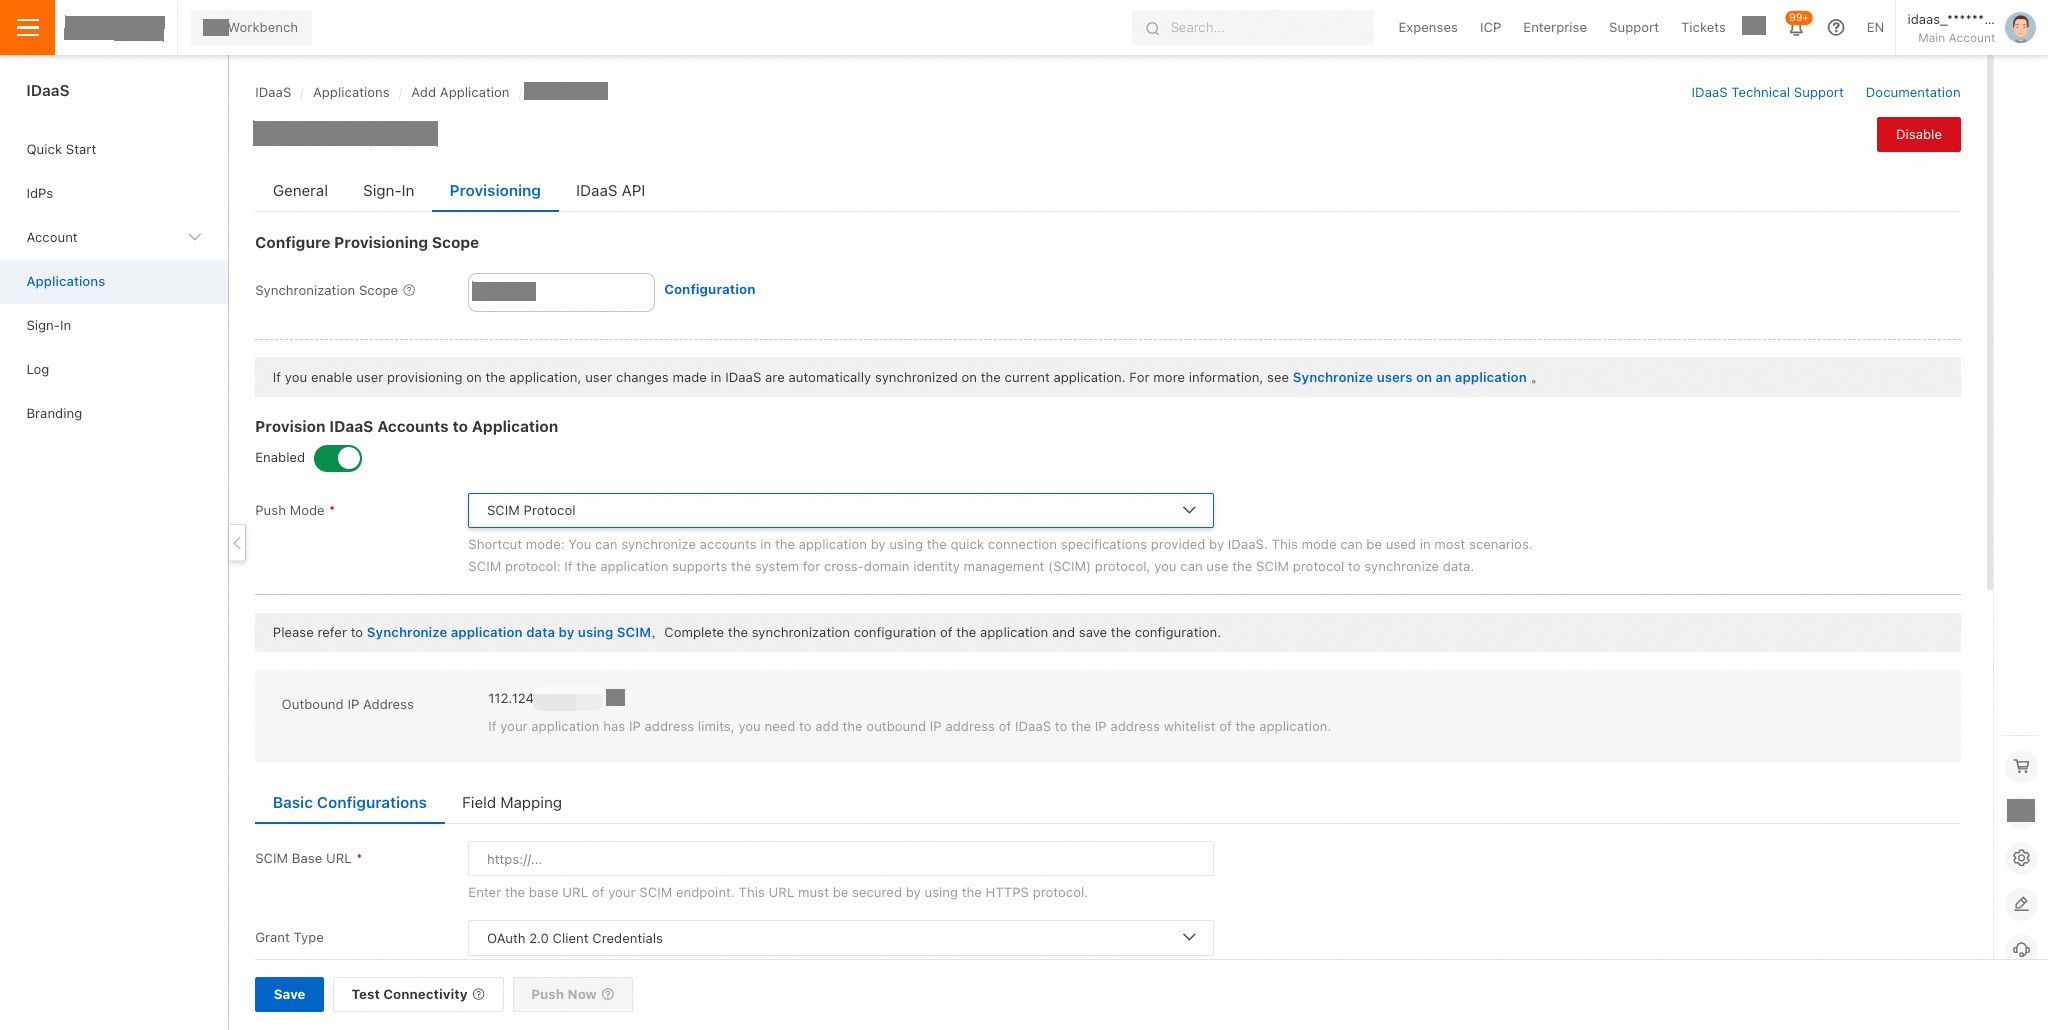 Workbench
Search...
Expenses
ICP
Enterprise
Support
Tickets
99+
EN
idaas_******...
Main Account
IDaaS
Quick Start
IdPs
Account
Applications
Sign-In
Log
Branding
IDaaS / Applications / Add Application /
IDaaS Technical Support
Documentation
Disable
General
Sign-In
Provisioning
IDaaS API
Configure Provisioning Scope
Synchronization Scope
Configuration
If you enable user provisioning on the application, user changes made in IDaaS are automatically synchronized on the current application. For more information, see Synchronize users on an application 。
Provision IDaaS Accounts to Application
Enabled
Push Mode *
SCIM Protocol
Shortcut mode: You can synchronize accounts in the application by using the quick connection specifications provided by IDaaS. This mode can be used in most scenarios.
SCIM protocol: If the application supports the system for cross-domain identity management (SCIM) protocol, you can use the SCIM protocol to synchronize data.
Please refer to Synchronize application data by using SCIM，Complete the synchronization configuration of the application and save the configuration.
Outbound IP Address
112.124
If your application has IP address limits, you need to add the outbound IP address of IDaaS to the IP address whitelist of the application.
Basic Configurations
Field Mapping
SCIM Base URL *
https://...
Enter the base URL of your SCIM endpoint. This URL must be secured by using the HTTPS protocol.
Grant Type
OAuth 2.0 Client Credentials
Save
Test Connectivity
Push Now